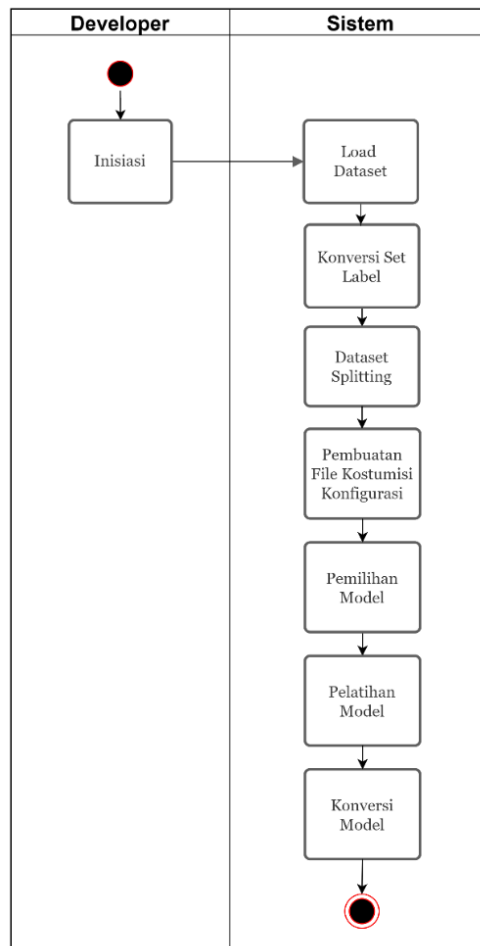 Developer
Sistem
Inisiasi
Load
Dataset
Konversi Set
Label
Dataset
Splitting
Pembuatan
File Kostumisi
Konfigurasi
Pemilihan
Model
Pelatihan
Model
Konversi
Model